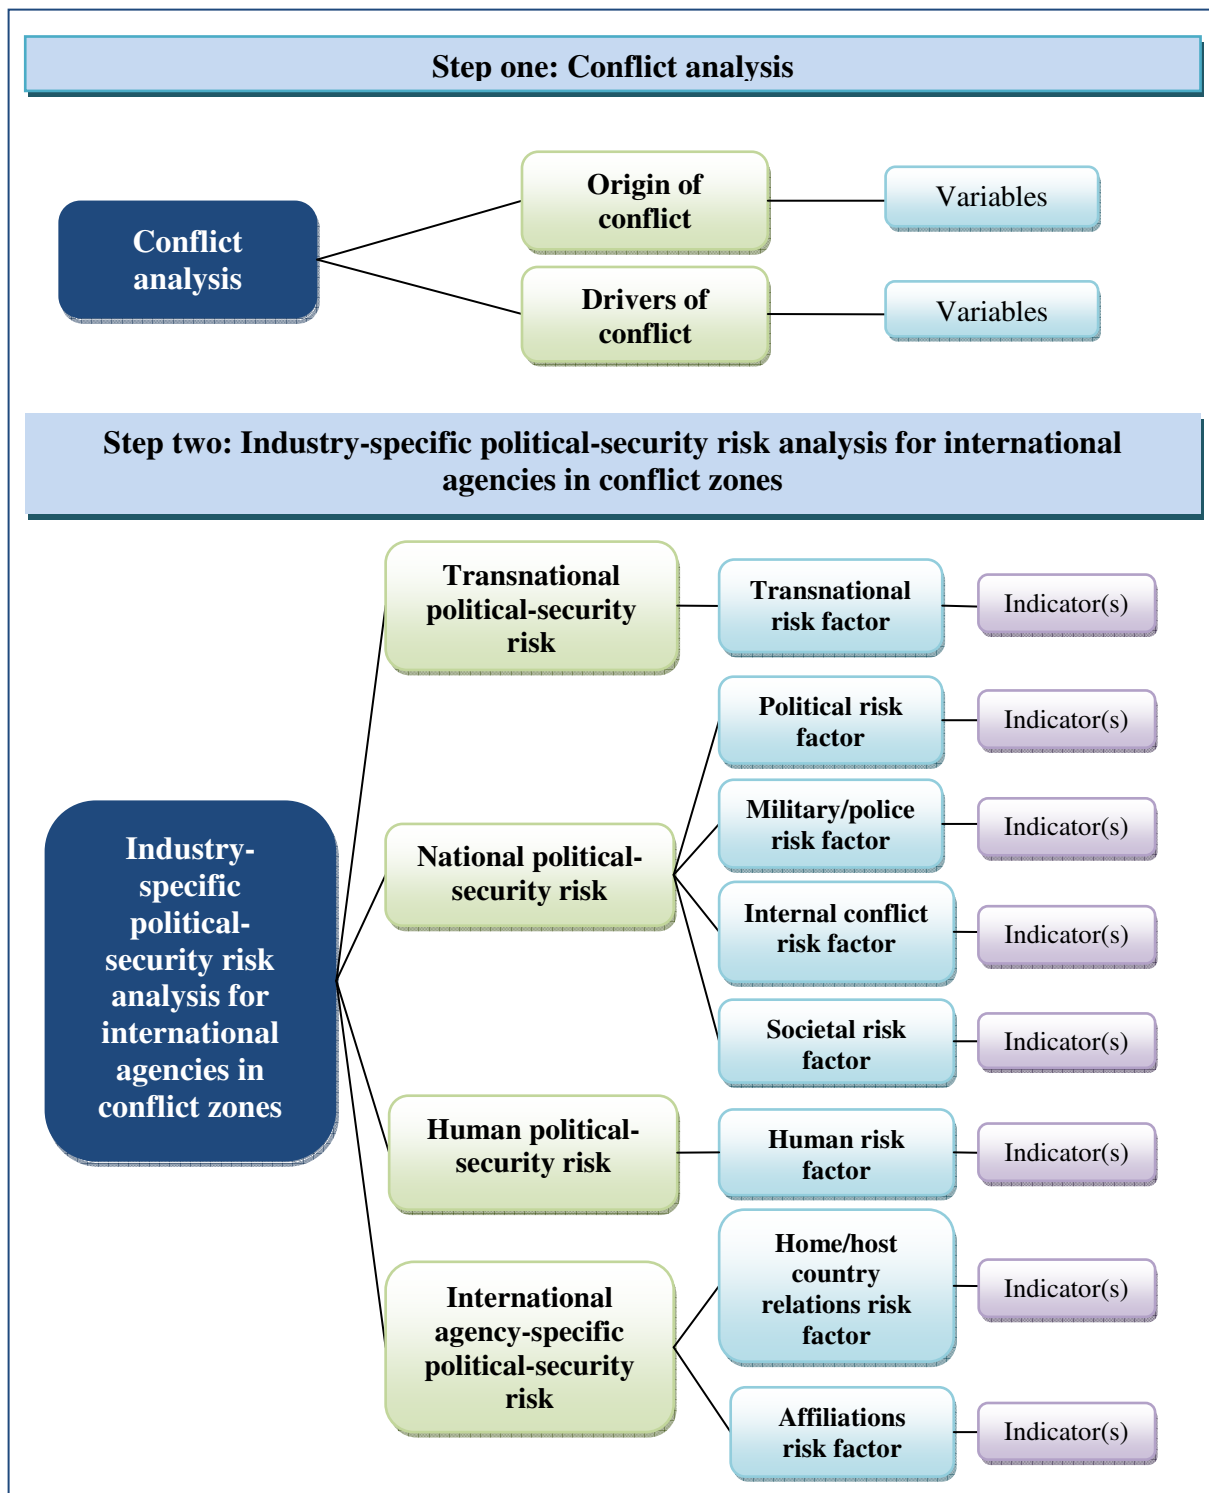 Step one: Conflict analysis
Conflict
analysis
Origin of
conflict
Variables
Drivers of
conflict
Variables
Step two: Industry-specific political-security risk analysis for international
agencies in conflict zones
Industry-
specific
political-
security risk
analysis for
international
agencies in
conflict zones
Transnational
political-security
risk
Transnational
risk factor
Indicator(s)
National political-
security risk
Political risk
factor
Indicator(s)
Military/police
risk factor
Indicator(s)
Internal conflict
risk factor
Indicator(s)
Societal risk
factor
Indicator(s)
Human political-
security risk
Human risk
factor
Indicator(s)
International
agency-specific
political-security
risk
Home/host
country
relations risk
factor
Indicator(s)
Affiliations
risk factor
Indicator(s)